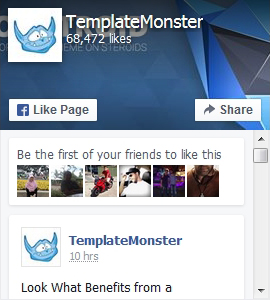 TemplateMonster
68,472 likes
ON STEROIDS
Like Page
Share
Be the first of your friends to like this
TemplateMonster
10 hrs
Look What Benefits from a